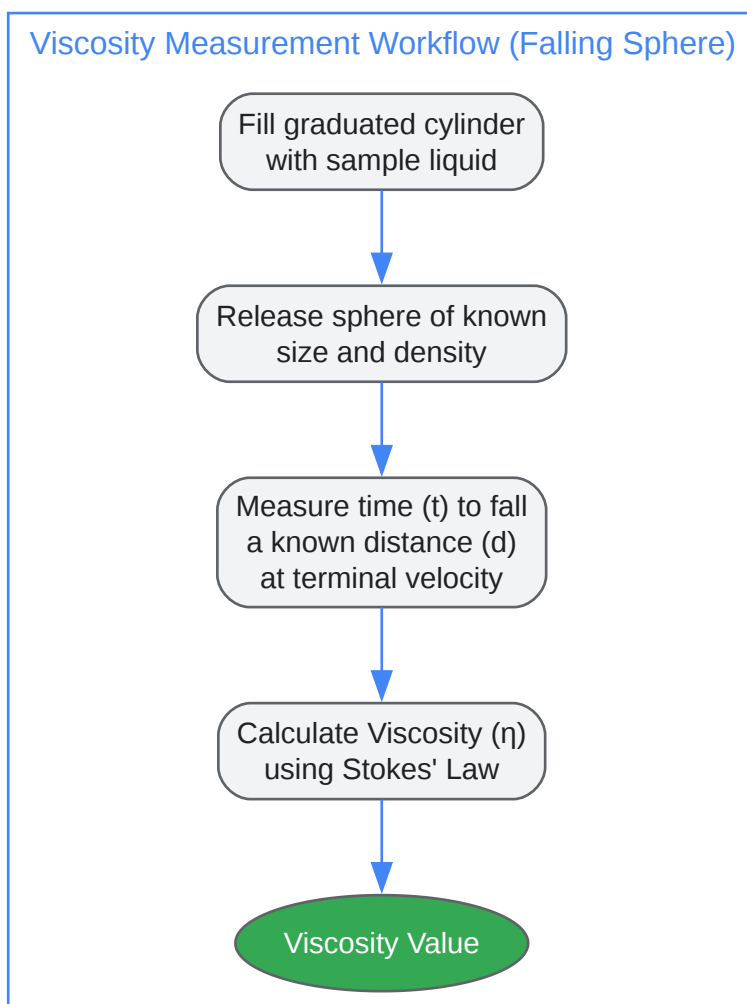 Viscosity Measurement Workflow (Falling Sphere)
Fill graduated cylinder
with sample liquid
Release sphere of known
size and density
Measure time (t) to fall
a known distance (d)
at terminal velocity
Calculate Viscosity (η)
using Stokes' Law
Viscosity Value